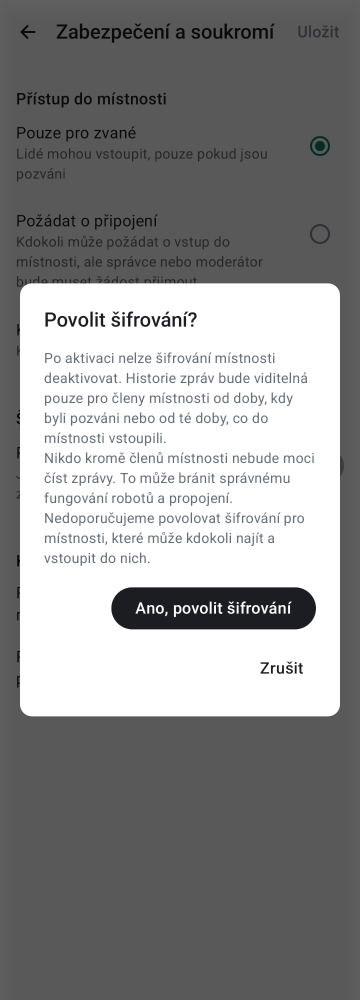 Zabezpečení a soukromí
Uložit
Přístup do místnosti
Pouze pro zvané
Lidé mohou vstoupit, pouze pokud jsou
pozváni
Požádat o připojení
Kdokoli může požádat o vstup do
místnosti, ale správce nebo moderátor
bude muset žádost přijmout
Povolit šifrování?
Po aktivaci nelze šifrování místnosti
deaktivovat. Historie zpráv bude viditelná
pouze pro členy místnosti od doby, kdy
byli pozváni nebo od té doby, co do
místnosti vstoupili.
Nikdo kromě členů místnosti nebude moci
číst zprávy. To může bránit správnému
fungování robotů a propojení.
Nedoporučujeme povolovat šifrování pro
místnosti, které může kdokoli najít a
vstoupit do nich.
Ano, povolit šifrování
Zrušit